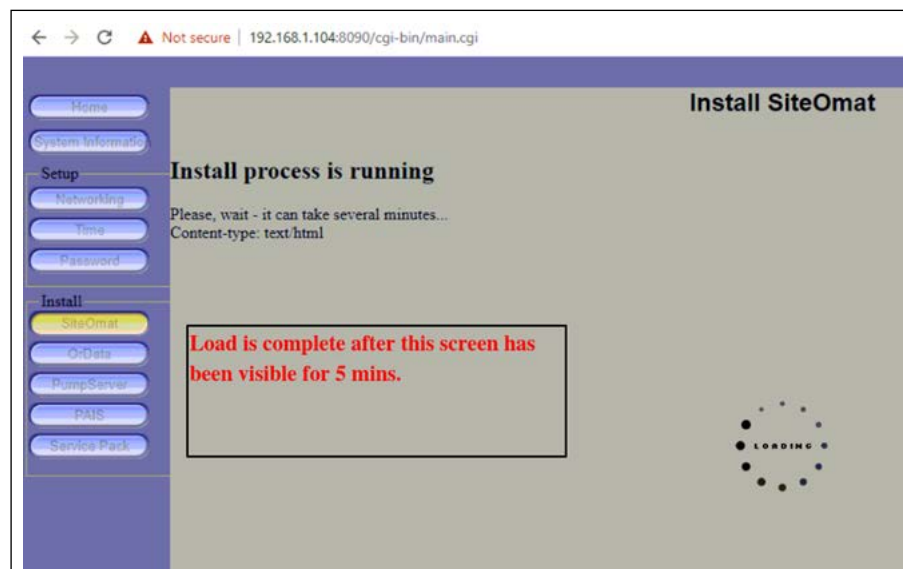 Not secure | 192.168.1.104:8090/cgi-bin/main.cgi
Install SiteOmat
Home
System Informatio
Setup
Networking
Time
Password
Install
SiteOmat
OrData
PumpServer
PAIS
Service Pack
Install process is running
Please, wait - it can take several minutes...
Content-type: text/html
Load is complete after this screen has
been visible for 5 mins.
LOADING